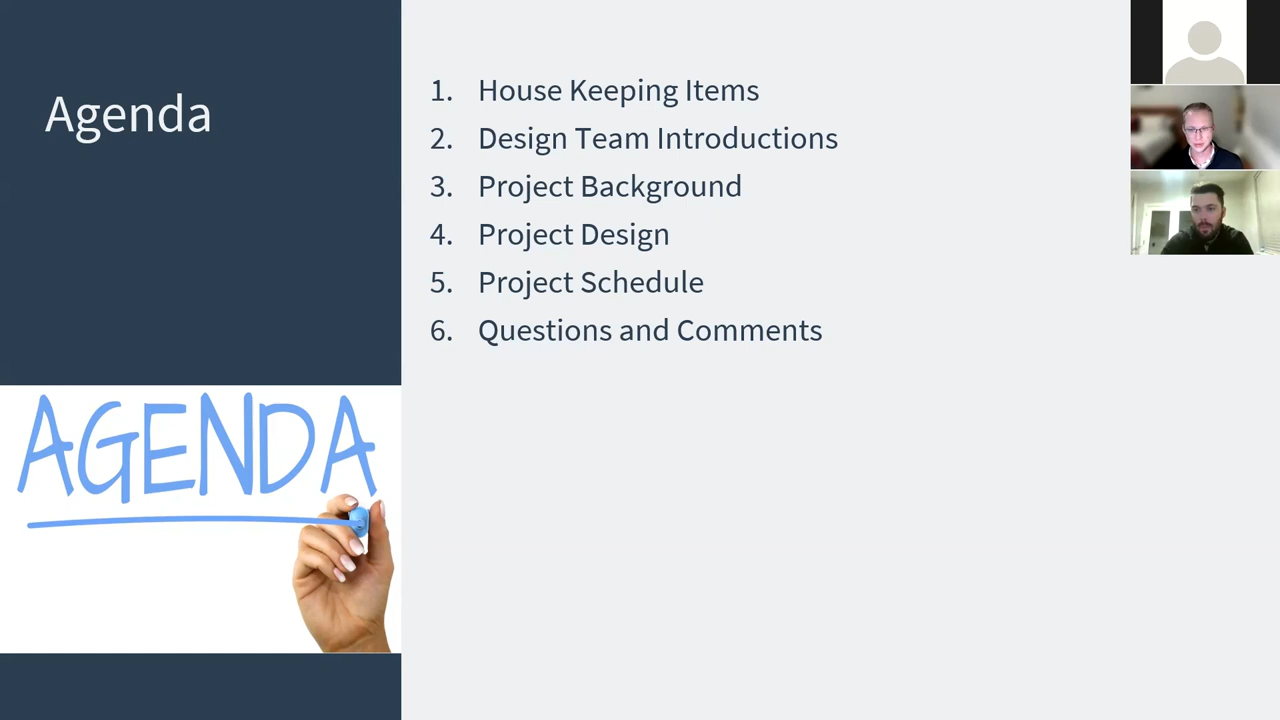 Agenda
1. House Keeping Items
2. Design Team Introductions
3. Project Background
4. Project Design
5. Project Schedule
6. Questions and Comments
AGENDA